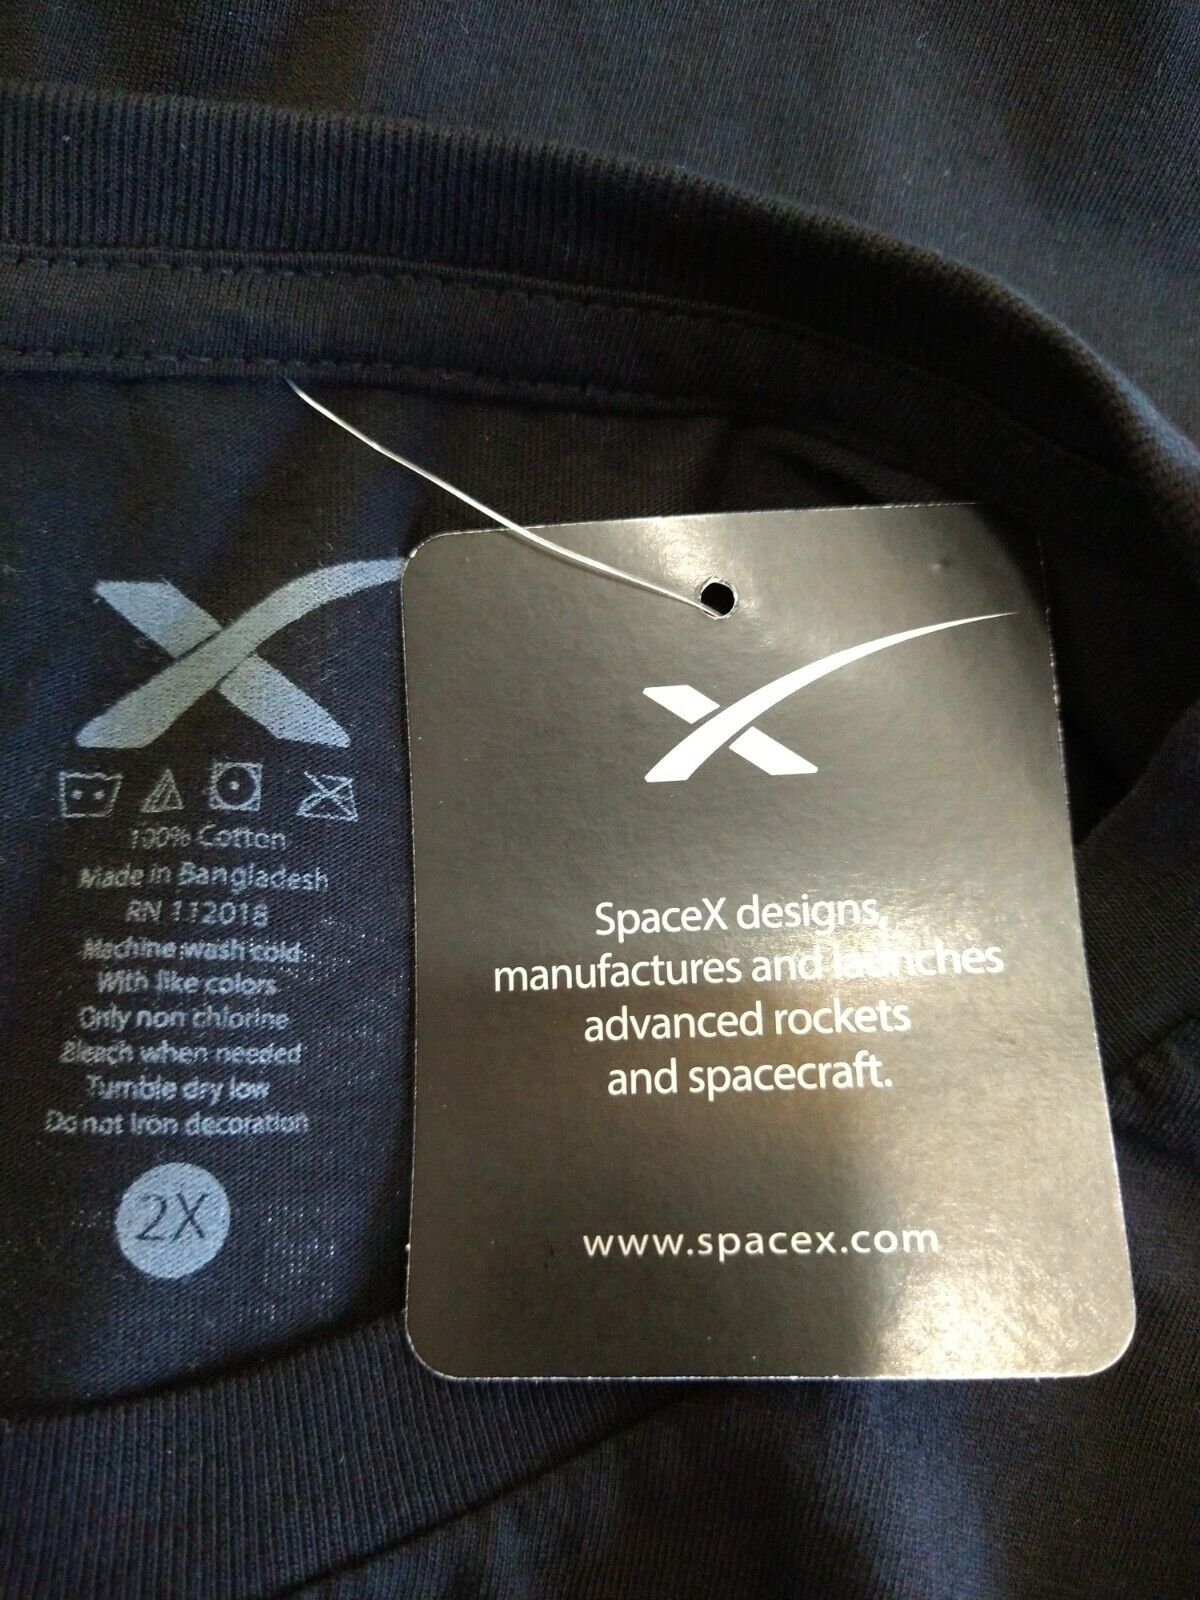 100% Cotton
Made in Bangladesh
RN 112018
Machine wash cold
With like colors
Only non chlorine
Bleach when needed
Tumble dry low
Do not Iron decoration
2X
X
SpaceX designs,
manufactures and launches
advanced rockets
and spacecraft.
www.spacex.com